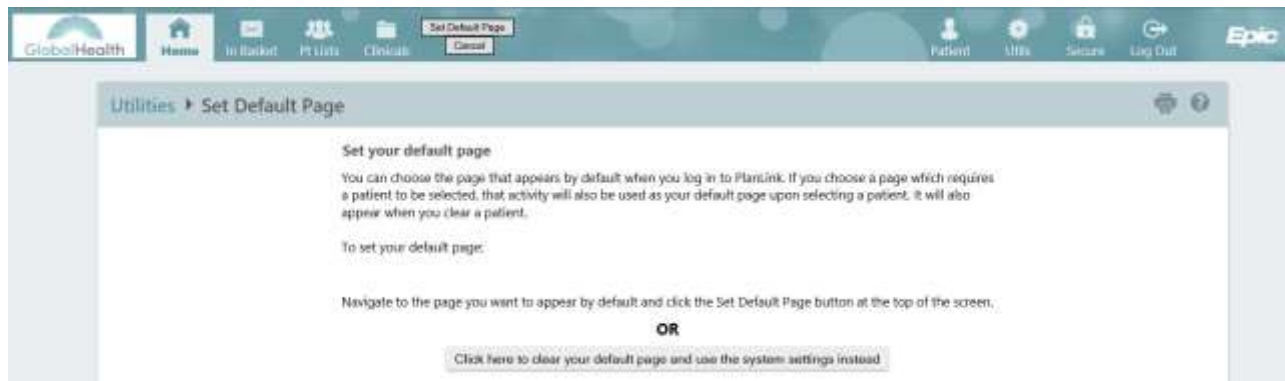 GlobalHealth
Home
In Basket
Pt Lists
Clinicals
Set Default Page
Cancel
Patient
Utils
Secure
Log Out
Epic
Utilities ▸ Set Default Page
Set your default page
You can choose the page that appears by default when you log in to PlanLink. If you choose a page which requires
a patient to be selected, that activity will also be used as your default page upon selecting a patient. It will also
appear when you clear a patient.
To set your default page:
Navigate to the page you want to appear by default and click the Set Default Page button at the top of the screen.
OR
Click here to clear your default page and use the system settings instead